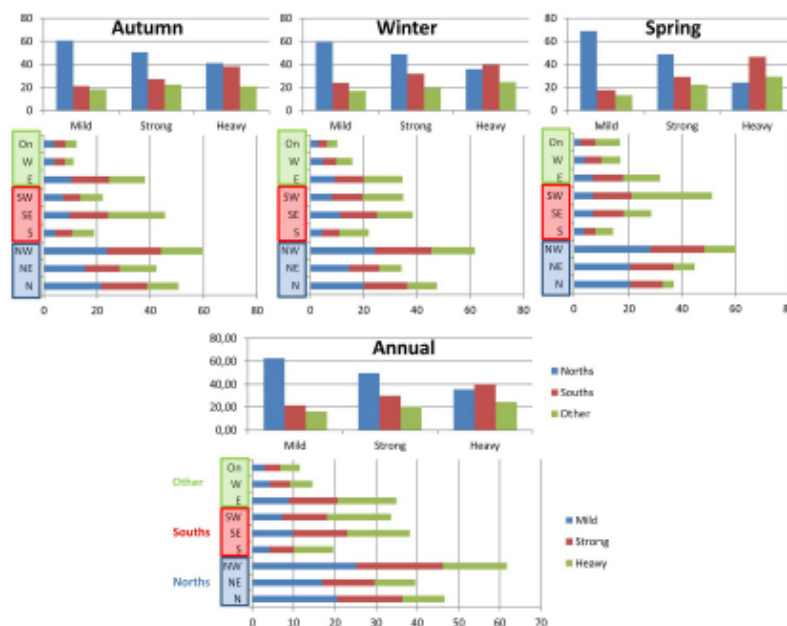 Autumn
80
60
40
20
0
Mild Strong Heavy
On
W
E
SW
SE
S
NW
NE
N
0 20 40 60 80
Winter
80
60
40
20
0
Mild Strong Heavy
On
W
E
SW
SE
S
NW
NE
N
0 20 40 60 80
Spring
80
60
40
20
0
Mild Strong Heavy
On
W
E
SW
SE
S
NW
NE
N
0 20 40 60 80
Annual
80,00
60,00
40,00
20,00
0,00
Mild Strong Heavy
Norths
Souths
Other
On
Other W
E
SW
Souths SE
S
NW
Norths NE
N
0 10 20 30 40 50 60 70
Mild
Strong
Heavy